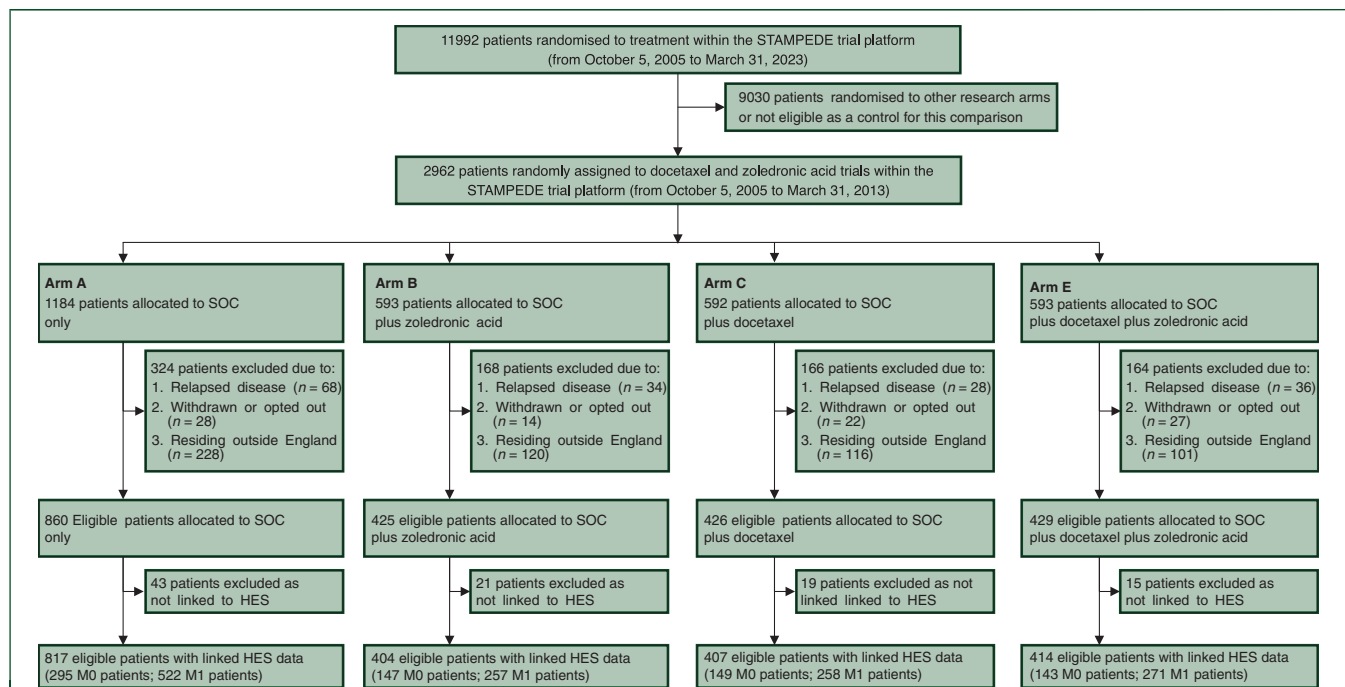 11992 patients randomised to treatment within the STAMPEDE trial platform
(from October 5, 2005 to March 31, 2023)
9030 patients randomised to other research arms
or not eligible as a control for this comparison
2962 patients randomly assigned to docetaxel and zoledronic acid trials within the
STAMPEDE trial platform (from October 5, 2005 to March 31, 2013)
Arm A
1184 patients allocated to SOC
only
Arm B
593 patients allocated to SOC
plus zoledronic acid
Arm C
592 patients allocated to SOC
plus docetaxel
Arm E
593 patients allocated to SOC
plus docetaxel plus zoledronic acid
324 patients excluded due to:
1. Relapsed disease (n = 68)
2. Withdrawn or opted out
(n = 28)
3. Residing outside England
(n = 228)
168 patients excluded due to:
1. Relapsed disease (n = 34)
2. Withdrawn or opted out
(n = 14)
3. Residing outside England
(n = 120)
166 patients excluded due to:
1. Relapsed disease (n = 28)
2. Withdrawn or opted out
(n = 22)
3. Residing outside England
(n = 116)
164 patients excluded due to:
1. Relapsed disease (n = 36)
2. Withdrawn or opted out
(n = 27)
3. Residing outside England
(n = 101)
860 Eligible patients allocated to SOC
only
425 eligible patients allocated to SOC
plus zoledronic acid
426 eligible patients allocated to SOC
plus docetaxel
429 eligible patients allocated to SOC
plus docetaxel plus zoledronic acid
43 patients excluded as
not linked to HES
21 patients excluded as
not linked to HES
19 patients excluded as not
linked linked to HES
15 patients excluded as
not linked to HES
817 eligible patients with linked HES data
(295 M0 patients; 522 M1 patients)
404 eligible patients with linked HES data
(147 M0 patients; 257 M1 patients)
407 eligible patients with linked HES data
(149 M0 patients; 258 M1 patients)
414 eligible patients with linked HES data
(143 M0 patients; 271 M1 patients)